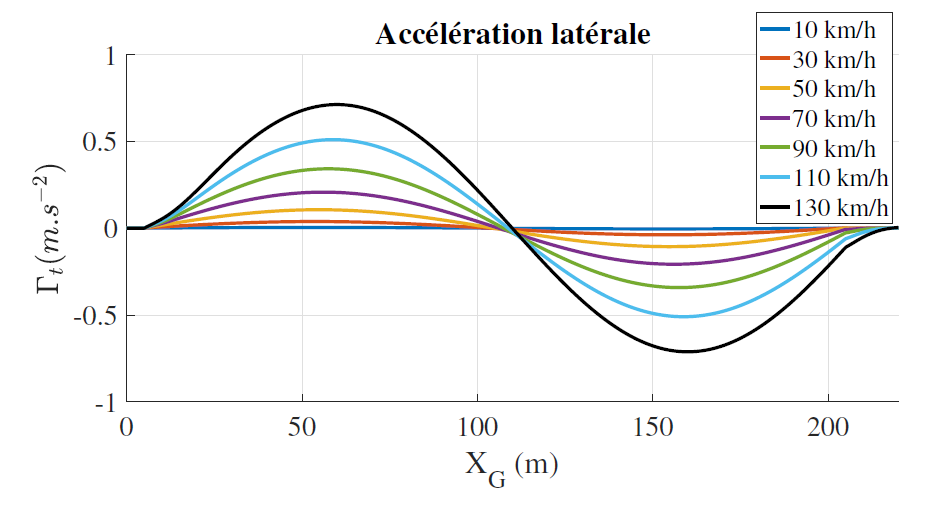 Accélération latérale
10 km/h
30 km/h
50 km/h
70 km/h
90 km/h
110 km/h
130 km/h
1
0.5
0
-0.5
-1
Γt(m.s−2)
0 50 100 150 200
XG (m)